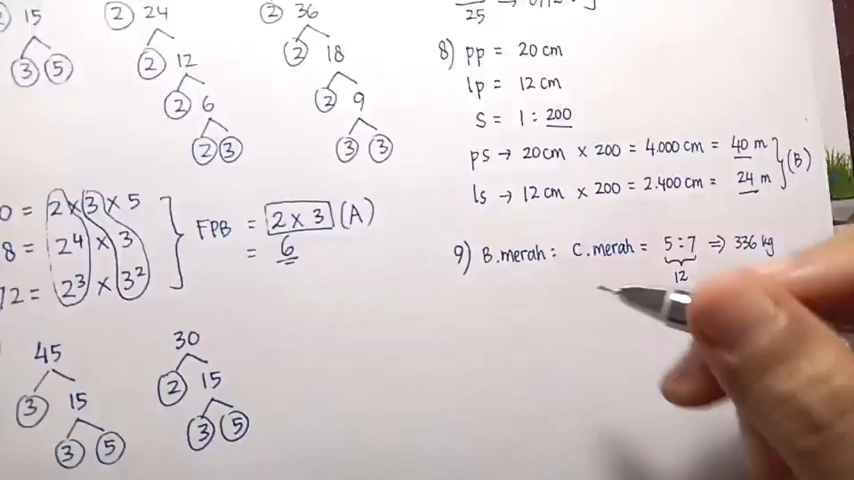 15
3 5
2 24
2 12
2 6
2 3
2 36
2 18
2 9
3 3
0 = 2 x 3 x 5
8 = 2⁴ x 3
72 = 2³ x 3²
FPB = 2 x 3 (A)
= 6
45
3 15
3 5
30
2 15
3 5
25 →
8) pp = 20 cm
lp = 12 cm
S = 1 : 200
ps → 20 cm x 200 = 4.000 cm = 40 m
ls → 12 cm x 200 = 2.400 cm = 24 m
(B)
9) B.merah : C.merah = 5 : 7 ⇒ 336 kg
12